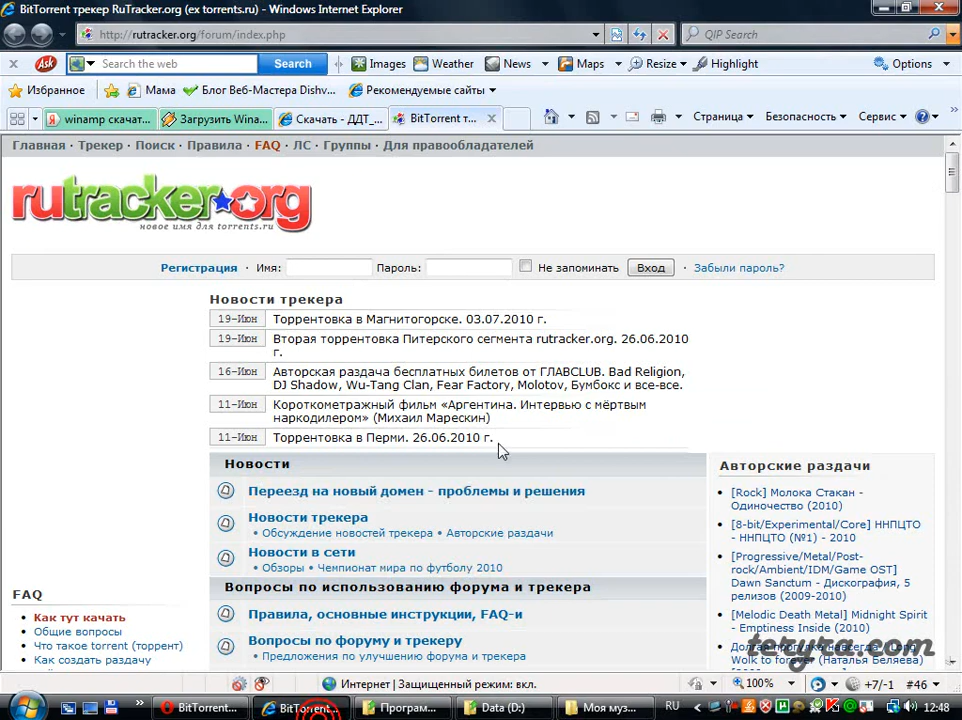 BitTorrent трекер RuTracker.org (ex torrents.ru) - Windows Internet Explorer
http://rutracker.org/forum/index.php
QIP Search
Ask Search the web Search Images Weather News Maps Resize Highlight Options
Избранное Мама Блог Веб-Мастера Dishv... Рекомендуемые сайты
winamp скачат... Загрузить Wina... Скачать - ДДТ_... BitTorrent т... Страница Безопасность Сервис
Главная · Трекер · Поиск · Правила · FAQ · ЛС · Группы · Для правообладателей
rutracker.org
новое имя для torrents.ru
Регистрация · Имя: Пароль: Не запоминать Вход · Забыли пароль?
Новости трекера
19-Июн Торрентовка в Магнитогорске. 03.07.2010 г.
19-Июн Вторая торрентовка Питерского сегмента rutracker.org. 26.06.2010
г.
16-Июн Авторская раздача бесплатных билетов от ГЛАВCLUB. Bad Religion,
DJ Shadow, Wu-Tang Clan, Fear Factory, Molotov, Бумбокс и все-все.
11-Июн Короткометражный фильм «Аргентина. Интервью с мёртвым
наркодилером» (Михаил Марескин)
11-Июн Торрентовка в Перми. 26.06.2010 г.
Новости
Переезд на новый домен - проблемы и решения
Новости трекера
• Обсуждение новостей трекера • Авторские раздачи
Новости в сети
• Обзоры • Чемпионат мира по футболу 2010
Вопросы по использованию форума и трекера
Правила, основные инструкции, FAQ-и
Вопросы по форуму и трекеру
• Предложения по улучшению форума и трекера
Авторские раздачи
• [Rock] Молока Стакан -
Одиночество (2010)
• [8-bit/Experimental/Core] ННПЦТО
- ННПЦТО (№1) - 2010
• [Progressive/Metal/Post-
rock/Ambient/IDM/Game OST]
Dawn Sanctum - Дискография, 5
релизов (2009-2010)
• [Melodic Death Metal] Midnight Spirit
- Emptiness Inside (2010)
• Долгая прогулка навсегда / Long
Walk to forever (Наталья Беляева)
FAQ
• Как тут качать
• Общие вопросы
• Что такое torrent (торрент)
• Как создать раздачу
teryra.com
Интернет | Защищенный режим: вкл. 100% +7/-1 #46
BitTorrent... BitTorrent... Програм... Data (D:) Моя муз... RU 12:48